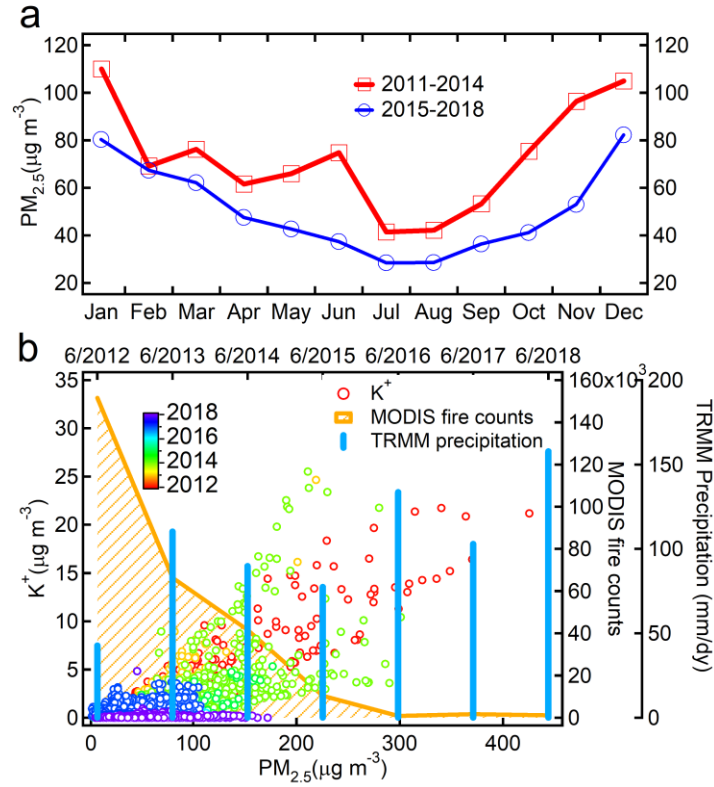 a
120
100
80
60
40
20
PM2.5(μg m-3)
2011-2014
2015-2018
120
100
80
60
40
20
Jan Feb Mar Apr May Jun Jul Aug Sep Oct Nov Dec
b
6/2012 6/2013 6/2014 6/2015 6/2016 6/2017 6/2018
35
30
25
20
15
10
5
0
K+(μg m-3)
2018
2016
2014
2012
K+
MODIS fire counts
TRMM precipitation
160x103
140
120
100
80
60
40
20
0
MODIS fire counts
200
150
100
50
0
TRMM Precipitation (mm/dy)
0 100 200 300 400
PM2.5(μg m-3)